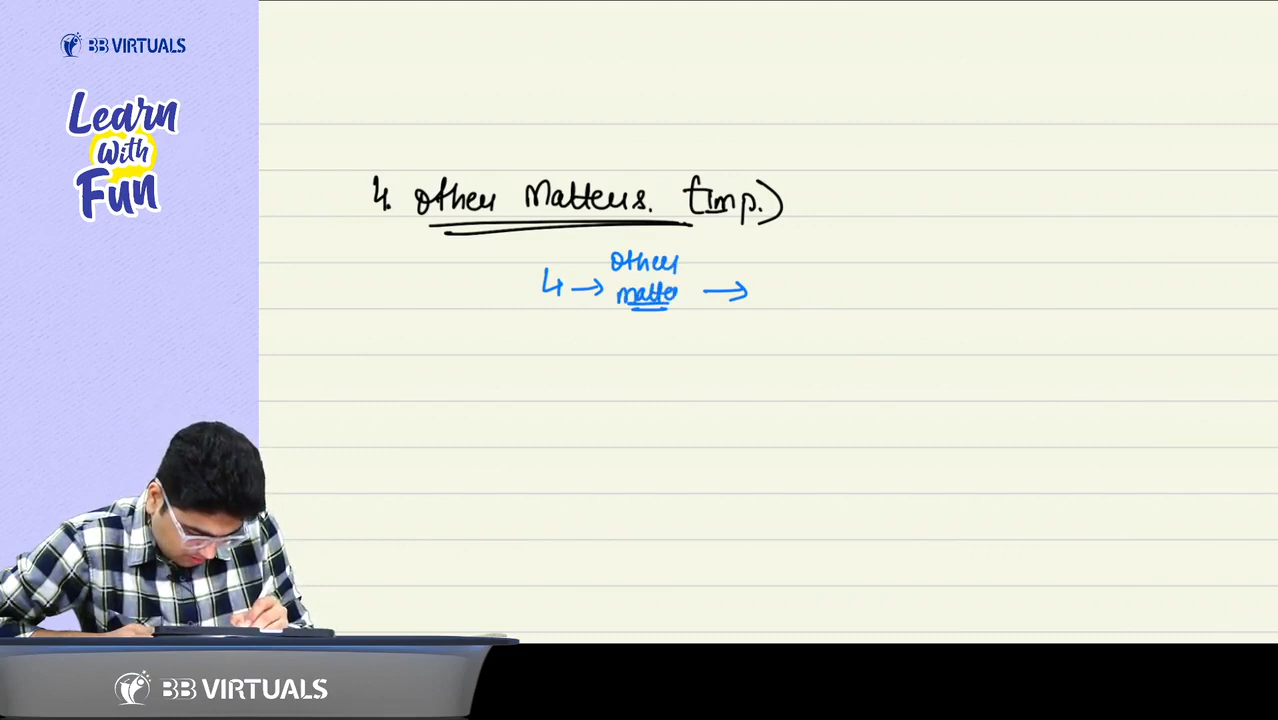 BB VIRTUALS
Learn
With
Fun
4. Other Matters. (Imp.)
4 → Other
matter →
BB VIRTUALS